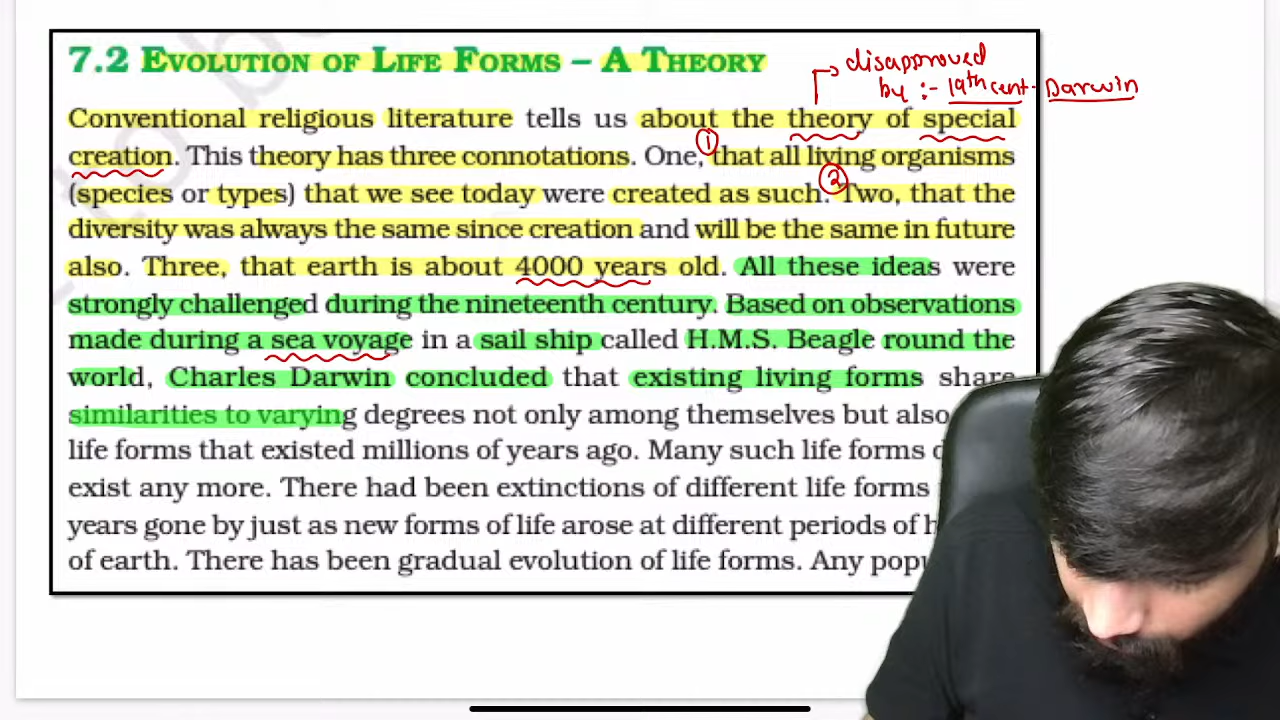 7.2 EVOLUTION OF LIFE FORMS – A THEORY
disapproved
by :- 19th cent - Darwin
Conventional religious literature tells us about the theory of special
1
creation. This theory has three connotations. One, that all living organisms
2
(species or types) that we see today were created as such. Two, that the
diversity was always the same since creation and will be the same in future
also. Three, that earth is about 4000 years old. All these ideas were
strongly challenged during the nineteenth century. Based on observations
made during a sea voyage in a sail ship called H.M.S. Beagle round the
world, Charles Darwin concluded that existing living forms share
similarities to varying degrees not only among themselves but also
life forms that existed millions of years ago. Many such life forms
exist any more. There had been extinctions of different life forms
years gone by just as new forms of life arose at different periods of
of earth. There has been gradual evolution of life forms. Any